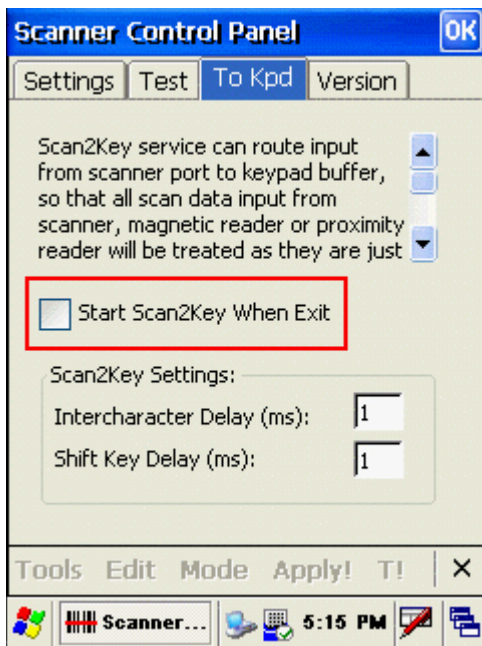 Scanner Control Panel OK
Settings Test To Kpd Version
Scan2Key service can route input
from scanner port to keypad buffer,
so that all scan data input from
scanner, magnetic reader or proximity
reader will be treated as they are just
Start Scan2Key When Exit
Scan2Key Settings:
Intercharacter Delay (ms): 1
Shift Key Delay (ms): 1
Tools Edit Mode Apply! T! ×
Scanner... 5:15 PM